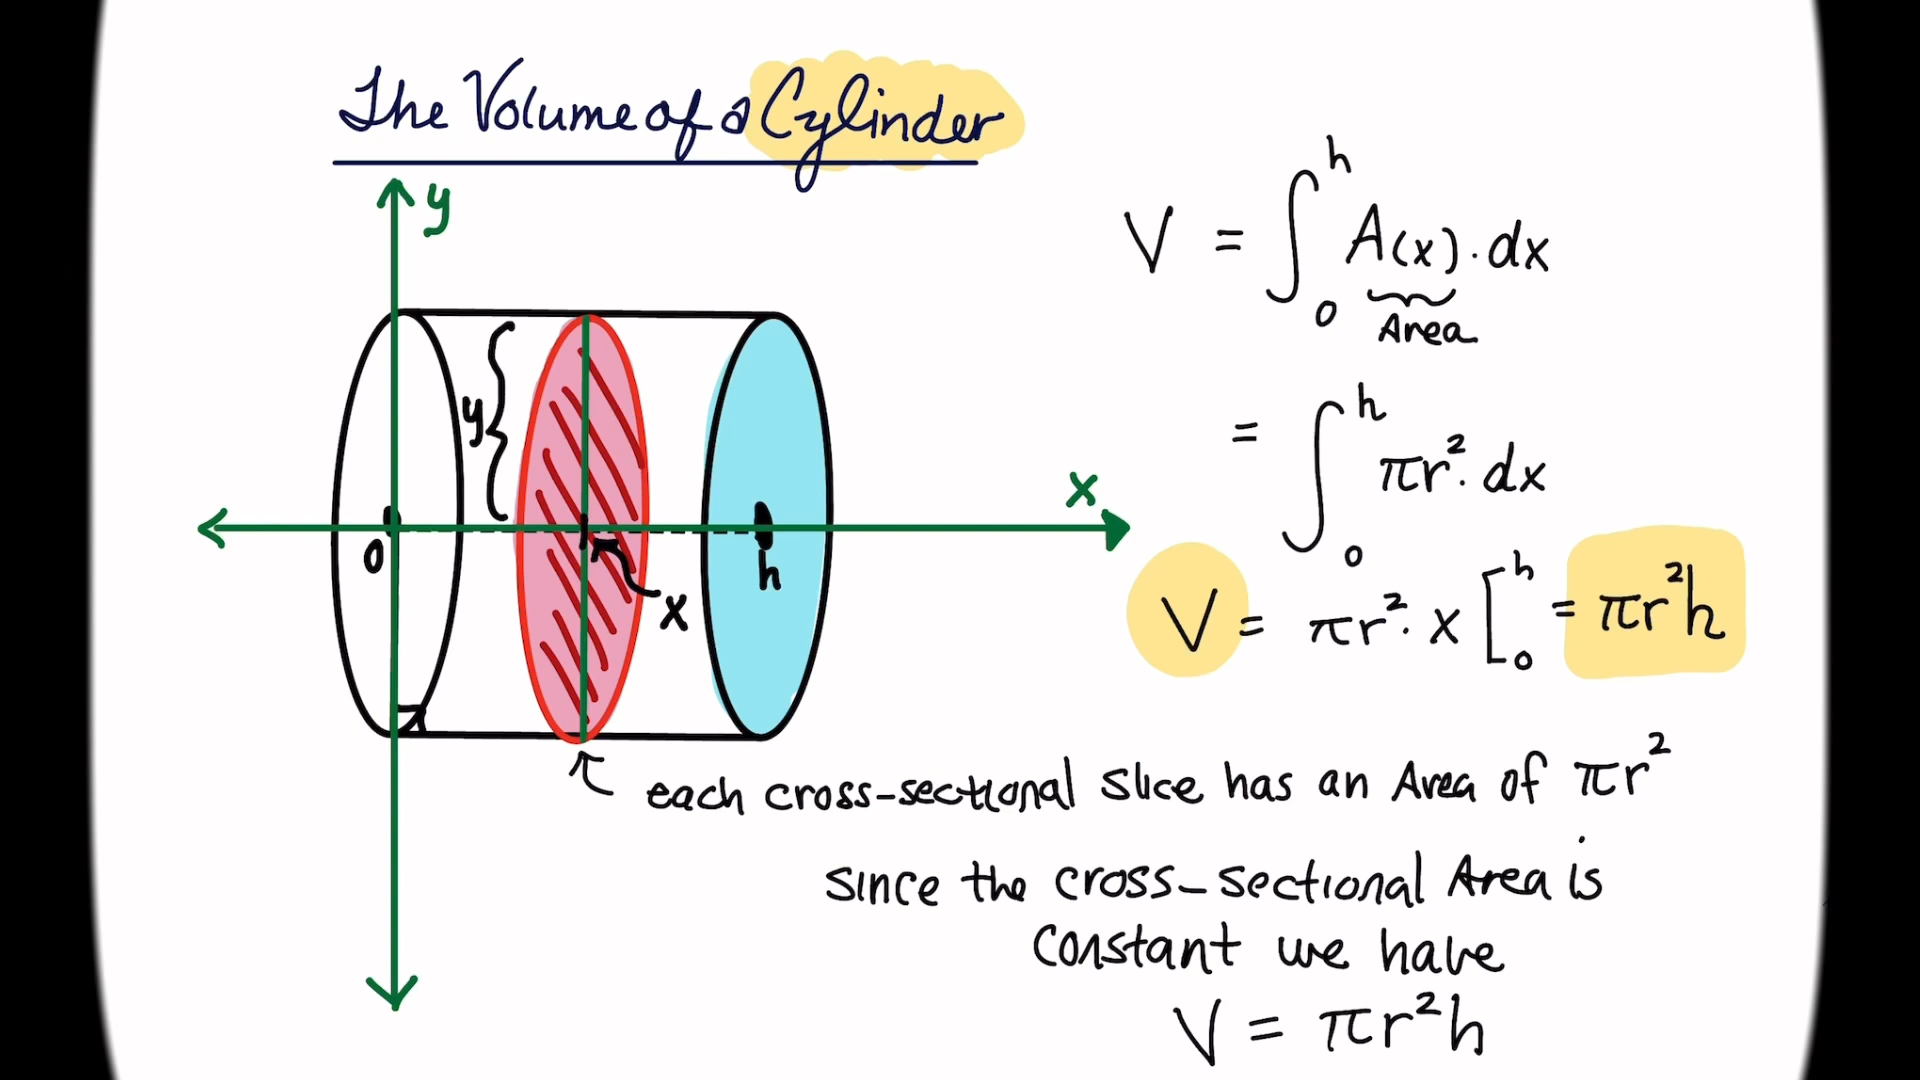 The Volume of a Cylinder
y
V = ∫₀ʰ A(x) · dx
Area
= ∫₀ʰ πr² · dx
y
x
0
h
x
V = πr² · x [₀ʰ = πr²h
each cross-sectional slice has an Area of πr²
since the cross-sectional Area is
constant we have
V = πr²h